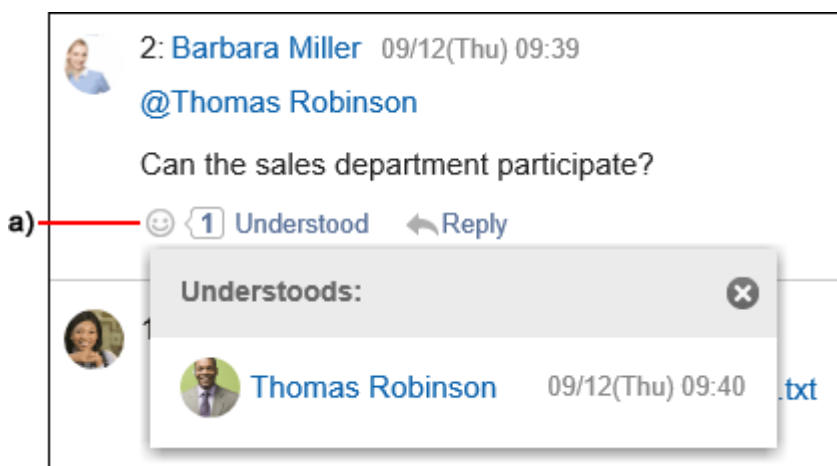 2: Barbara Miller 09/12(Thu) 09:39
@Thomas Robinson
Can the sales department participate?
a) 1 Understood Reply
Understoods:
1
Thomas Robinson 09/12(Thu) 09:40 .txt